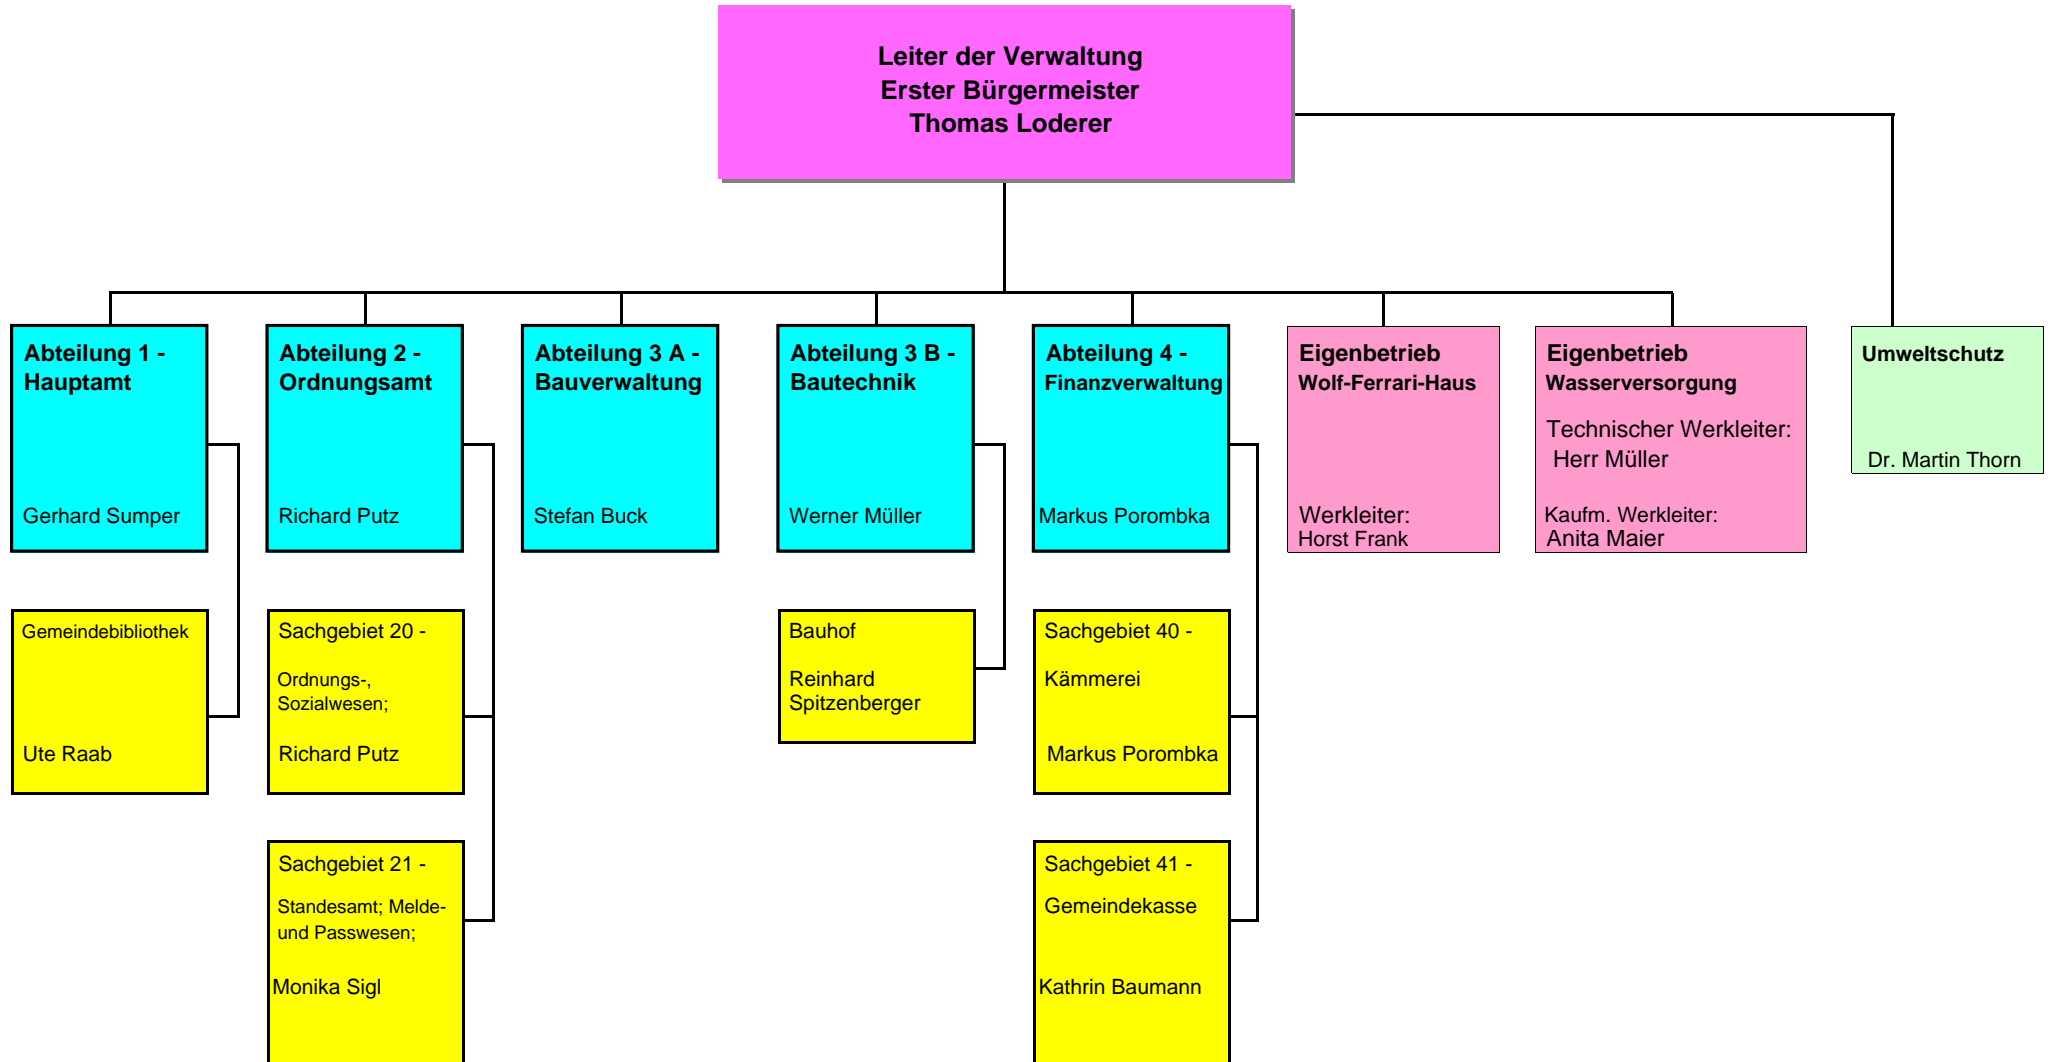 Leiter der Verwaltung
Erster Bürgermeister
Thomas Loderer
Abteilung 1 -
Hauptamt
Gerhard Sumper
Abteilung 2 -
Ordnungsamt
Richard Putz
Abteilung 3 A -
Bauverwaltung
Stefan Buck
Abteilung 3 B -
Bautechnik
Werner Müller
Abteilung 4 -
Finanzverwaltung
Markus Porombka
Eigenbetrieb
Wolf-Ferrari-Haus
Werkleiter:
Horst Frank
Eigenbetrieb
Wasserversorgung
Technischer Werkleiter:
Herr Müller
Kaufm. Werkleiter:
Anita Maier
Umweltschutz
Dr. Martin Thorn
Gemeindebibliothek
Ute Raab
Sachgebiet 20 -
Ordnungs-,
Sozialwesen;
Richard Putz
Bauhof
Reinhard
Spitzenberger
Sachgebiet 40 -
Kämmerei
Markus Porombka
Sachgebiet 21 -
Standesamt; Melde-
und Passwesen;
Monika Sigl
Sachgebiet 41 -
Gemeindekasse
Kathrin Baumann